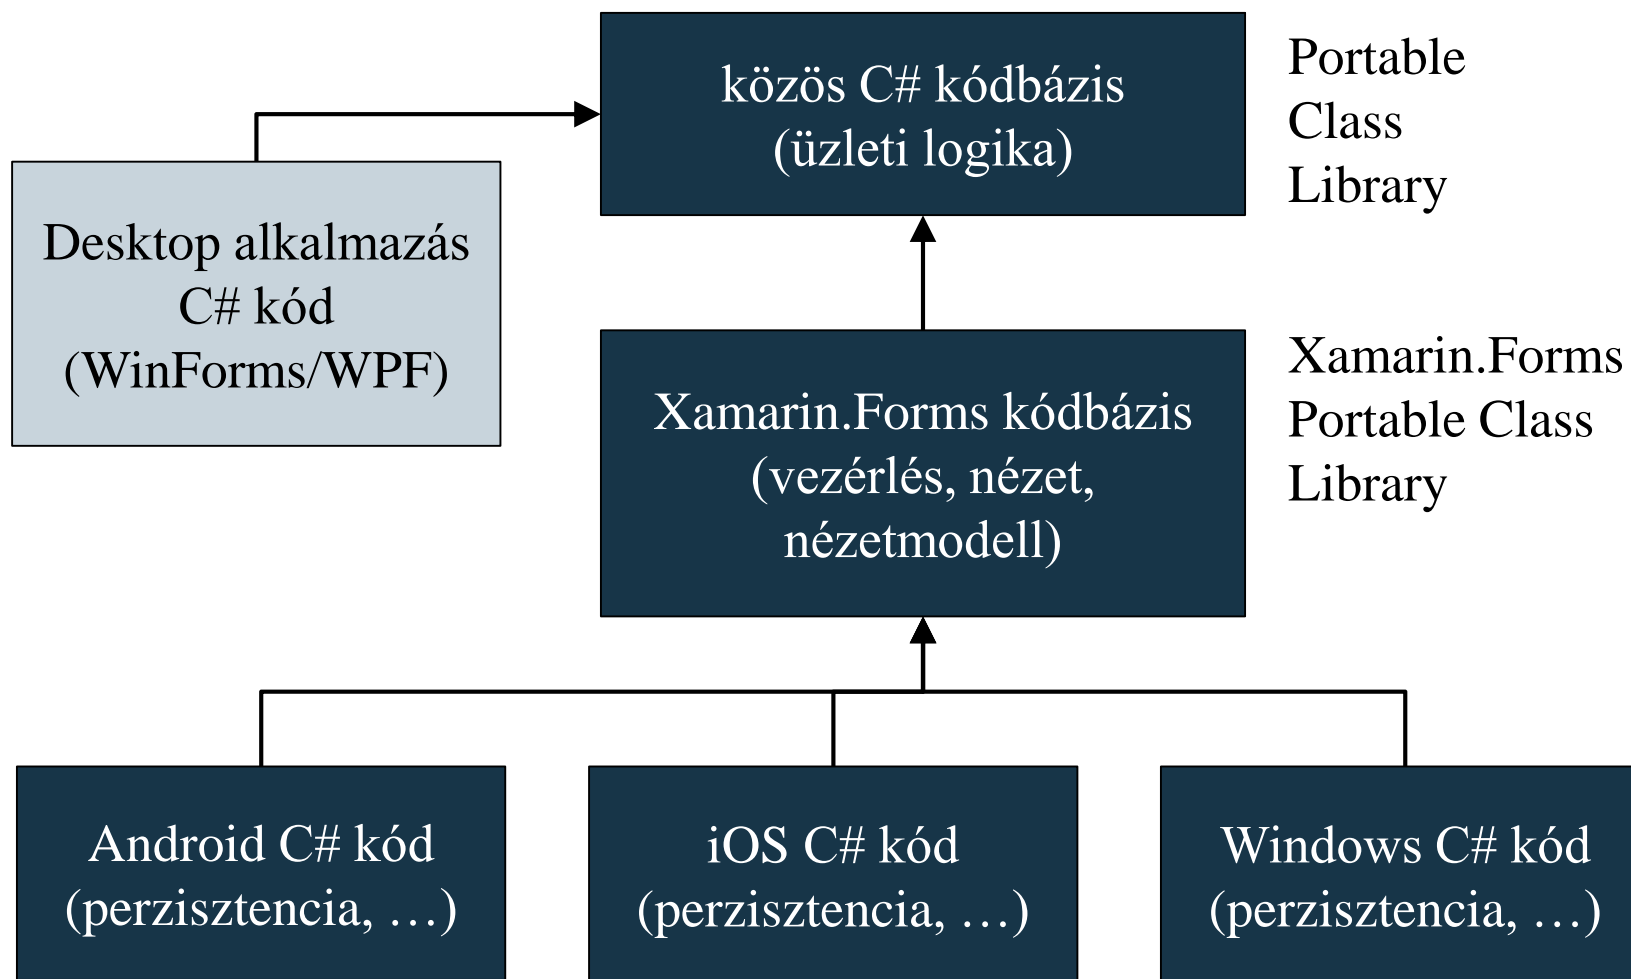 közös C# kódbázis
(üzleti logika)
Portable
Class
Library
Desktop alkalmazás
C# kód
(WinForms/WPF)
Xamarin.Forms kódbázis
(vezérlés, nézet,
nézetmodell)
Xamarin.Forms
Portable Class
Library
Android C# kód
(perzisztencia, …)
iOS C# kód
(perzisztencia, …)
Windows C# kód
(perzisztencia, …)